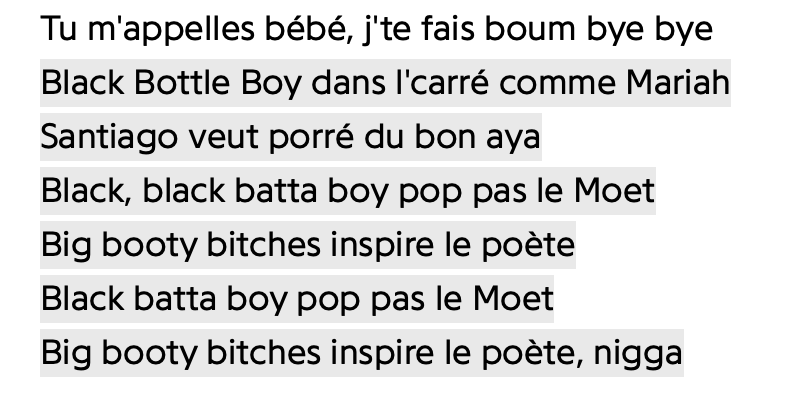 Tu m'appelles bébé, j'te fais boum bye bye
Black Bottle Boy dans l'carré comme Mariah
Santiago veut porré du bon aya
Black, black batta boy pop pas le Moet
Big booty bitches inspire le poète
Black batta boy pop pas le Moet
Big booty bitches inspire le poète, nigga